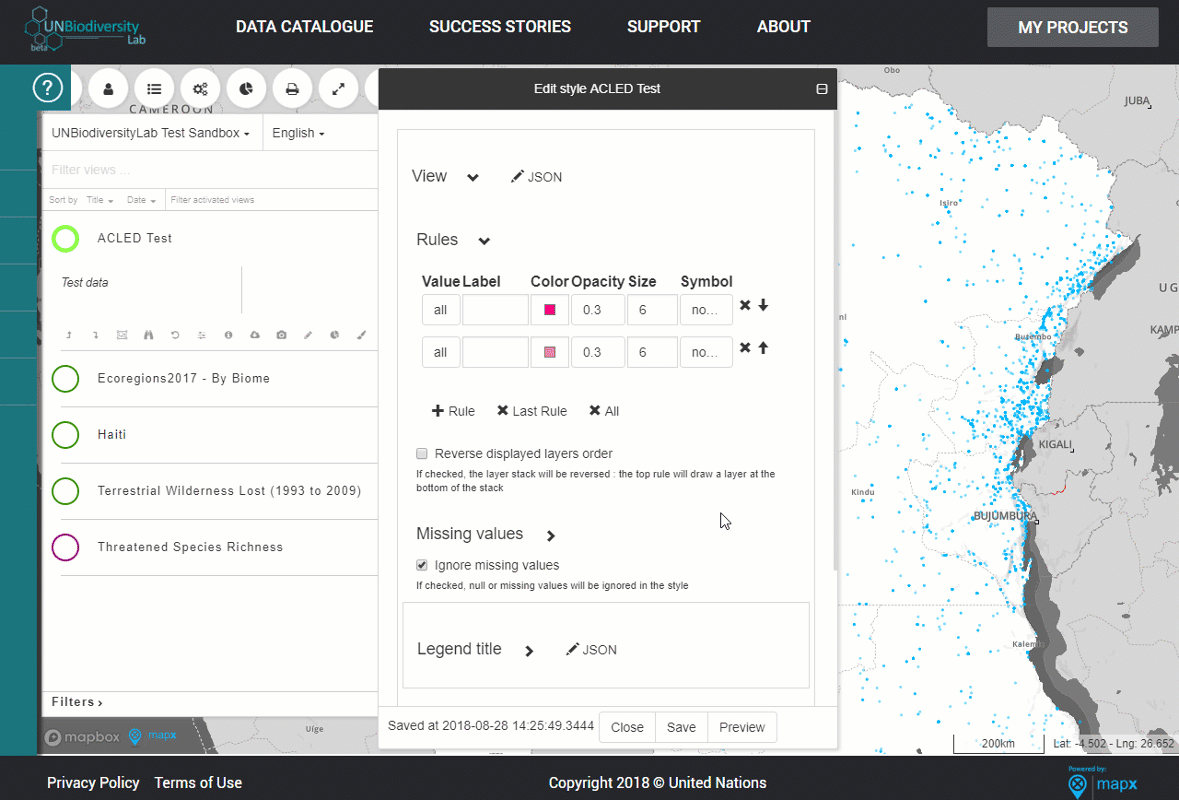 UNBiodiversity
Lab
beta
DATA CATALOGUE
SUCCESS STORIES
SUPPORT
ABOUT
MY PROJECTS
?
CAMEROON
Edit style ACLED Test
UNBiodiversityLab Test Sandbox
English
Filter views ...
Sort by Title Date
Filter activated views
ACLED Test
Test data
Ecoregions2017 - By Biome
Haiti
Terrestrial Wilderness Lost (1993 to 2009)
Threatened Species Richness
Filters
mapbox
mapx
View
JSON
Rules
Value Label Color Opacity Size Symbol
all 0.3 6 no...
all 0.3 6 no...
Rule Last Rule All
Reverse displayed layers order
If checked, the layer stack will be reversed : the top rule will draw a layer at the
bottom of the stack
Missing values
Ignore missing values
If checked, null or missing values will be ignored in the style
Legend title
JSON
Saved at 2018-08-28 14:25:49.3444
Close
Save
Preview
Obo
JUBA
Isiro
U G
KAMP
Butembo
KIGALI
Kindu
BUJUMBURA
Kalemie
Uíge
200km
Lat: -4.502 - Lng: 26.652
Privacy Policy
Terms of Use
Copyright 2018 © United Nations
Powered by:
mapx